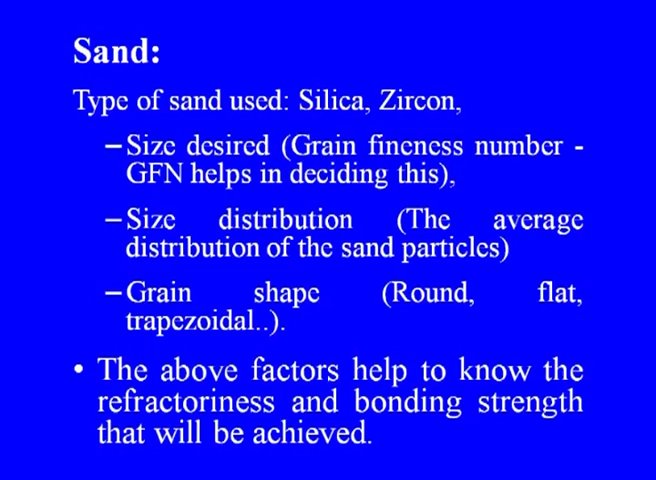 Sand:
Type of sand used: Silica, Zircon,
–Size desired (Grain fineness number -
GFN helps in deciding this),
–Size distribution (The average
distribution of the sand particles)
–Grain shape (Round, flat,
trapezoidal..).
• The above factors help to know the
refractoriness and bonding strength
that will be achieved.